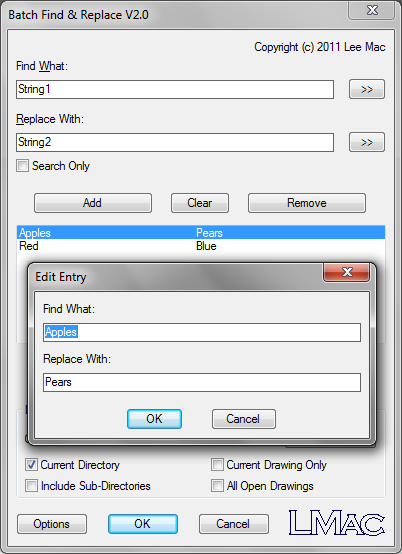 Batch Find & Replace V2.0
Copyright (c) 2011 Lee Mac
Find What:
String1
>>
Replace With:
String2
>>
Search Only
Add Clear Remove
Apples Pears
Red Blue
Edit Entry
Find What:
Apples
Replace With:
Pears
OK Cancel
Current Directory Current Drawing Only
Include Sub-Directories All Open Drawings
Options OK Cancel LMAC